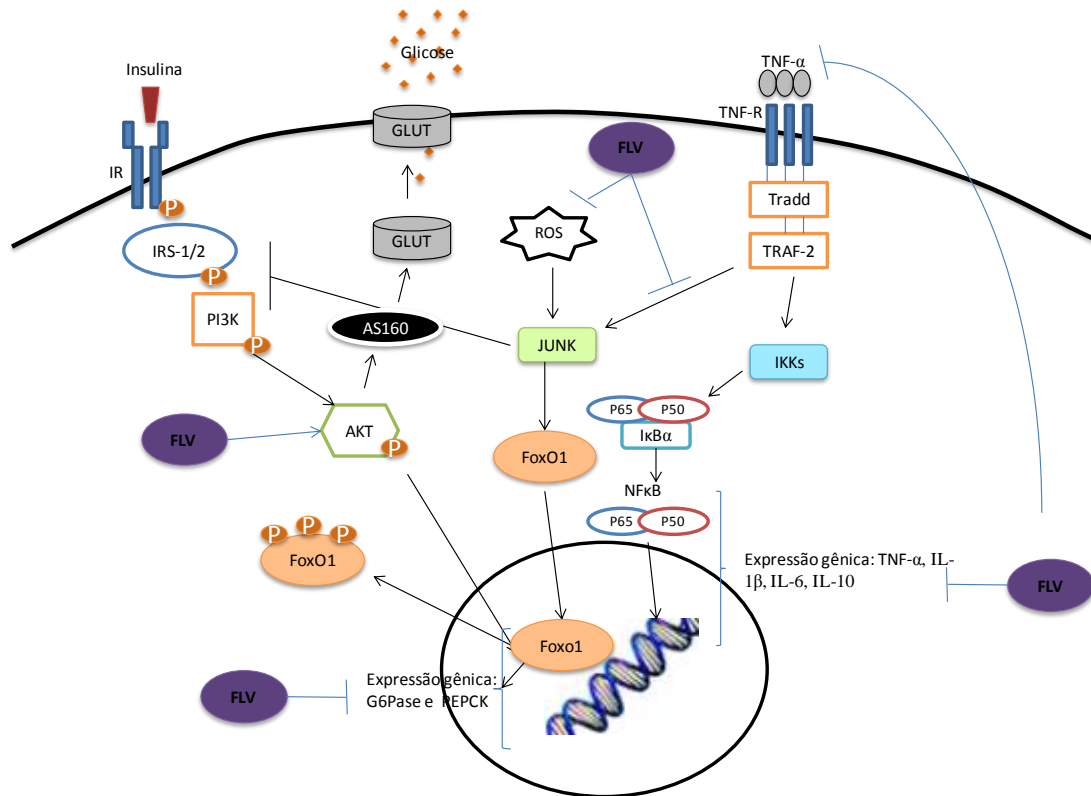 Glicose
Insulina
TNF-α
TNF-R
GLUT
FLV
IR
P
Tradd
GLUT
ROS
IRS-1/2
TRAF-2
P
PI3K
AS160
P
JUNK
IKKs
P65
P50
IκBα
AKT
FLV
P
FoxO1
NFκB
P65
P50
P
P
P
FoxO1
Expressão gênica: TNF-α, IL-
1β, IL-6, IL-10
FLV
Foxo1
Expressão gênica:
G6Pase e PEPCK
FLV